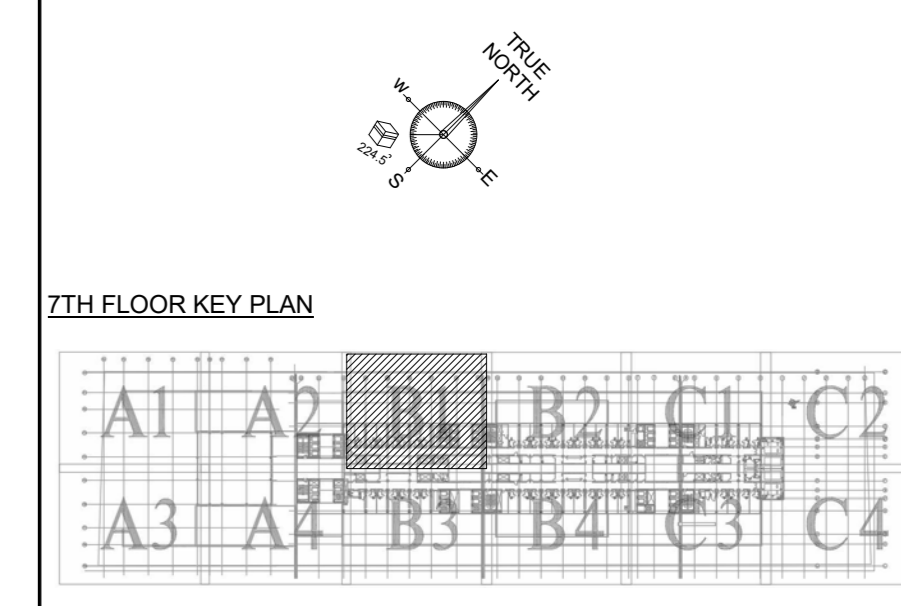 TRUE
NORTH
W
224.5°
S
E
7TH FLOOR KEY PLAN
A1 A2 B1 B2 C1 C2
A3 A4 B3 B4 C3 C4